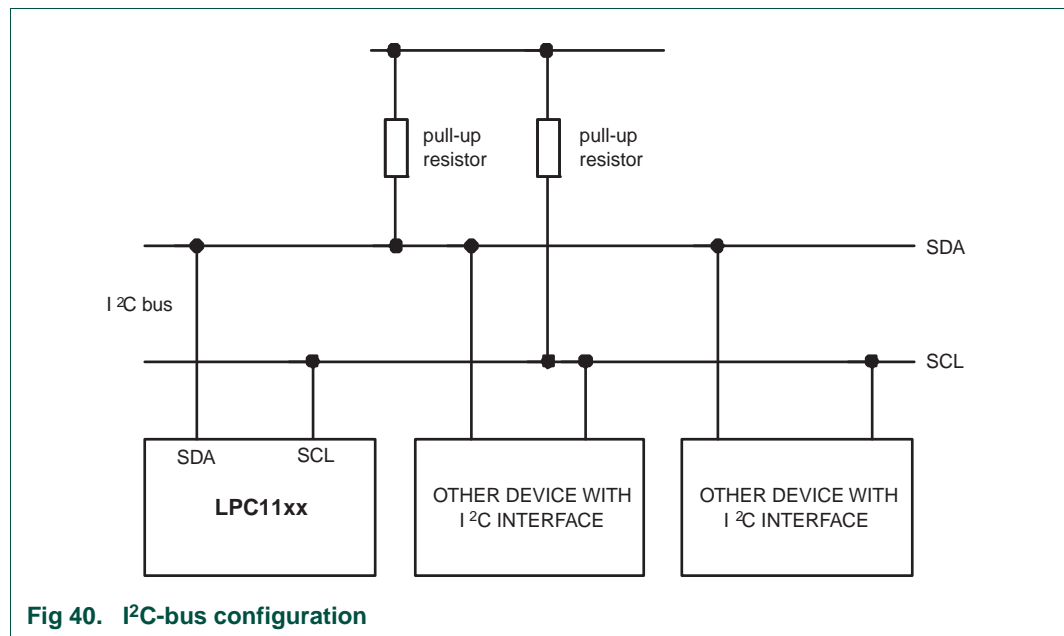 pull-up
resistor
pull-up
resistor
SDA
I ²C bus
SCL
SDA SCL
LPC11xx
OTHER DEVICE WITH
I ²C INTERFACE
OTHER DEVICE WITH
I ²C INTERFACE
Fig 40. I²C-bus configuration